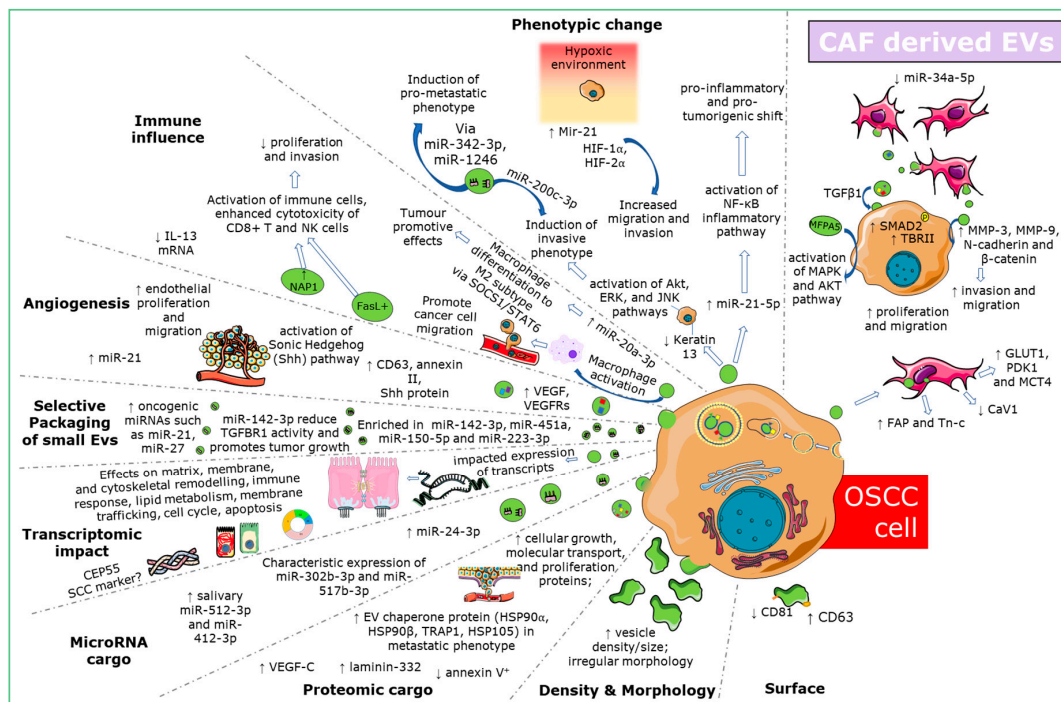 Phenotypic change
CAF derived EVs
Hypoxic
environment
Induction of
pro-metastatic
phenotype
Via
miR-342-3p,
miR-1246
miR-200c-3p
↑ Mir-21
HIF-1α,
HIF-2α
Increased
migration and
invasion
Induction of
invasive
phenotype
activation of Akt,
ERK, and JNK
pathways
↓ Keratin
13
pro-inflammatory
and pro-
tumorigenic shift
activation of
NF-κB
inflammatory
pathway
↑ miR-21-5p
↓ miR-34a-5p
TGFβ1
MFPAS
P
↑ SMAD2
↑ TBRII
activation of
MAPK
and AKT
pathway
↑ MMP-3, MMP-9,
N-cadherin and
β-catenin
↑ invasion and
migration
↑ proliferation and
migration
↑ GLUT1,
PDK1
and MCT4
↓ CaV1
↑ FAP and Tn-c
Immune
influence
↓ proliferation
and invasion
Activation of immune cells,
enhanced cytotoxicity of
CD8+ T and NK cells
↓ IL-13
mRNA
↑
NAP1
FasL+
Tumour
promotive
effects
Macrophage
differentiation to
M2 subtype
via SOCS1/STAT6
↑ miR-20a-3p
Macrophage
activation
Promote
cancer cell
migration
Angiogenesis
↑ endothelial
proliferation
and
migration
↑ miR-21
activation of
Sonic Hedgehog
(Shh) pathway
↑ CD63, annexin
II,
Shh protein
↑ VEGF,
VEGFRs
Selective
Packaging
of small Evs
↑ oncogenic
miRNAs such
as miR-21,
miR-27
miR-142-3p reduce
TGFBR1 activity and
promotes tumor growth
Enriched in miR-142-3p, miR-451a,
miR-150-5p and miR-223-3p
Transcriptomic
impact
Effects on matrix, membrane,
and cytoskeletal remodelling, immune
response, lipid metabolism, membrane
trafficking, cell cycle, apoptosis
impacted expression
of transcripts
CEP55
SCC marker?
MicroRNA
cargo
↑ salivary
miR-512-3p
and miR-
412-3p
Characteristic expression of
miR-302b-3p and miR-
517b-3p
↑ miR-24-3p
Proteomic cargo
↑ cellular growth,
molecular transport,
and proliferation
proteins;
↑ EV chaperone protein (HSP90α,
HSP90β, TRAP1, HSP105) in
metastatic phenotype
↑ VEGF-C
↑ laminin-332
↓ annexin V⁺
Density & Morphology
↑ vesicle
density/size;
irregular morphology
Surface
↓ CD81
↑ CD63
OSCC
cell